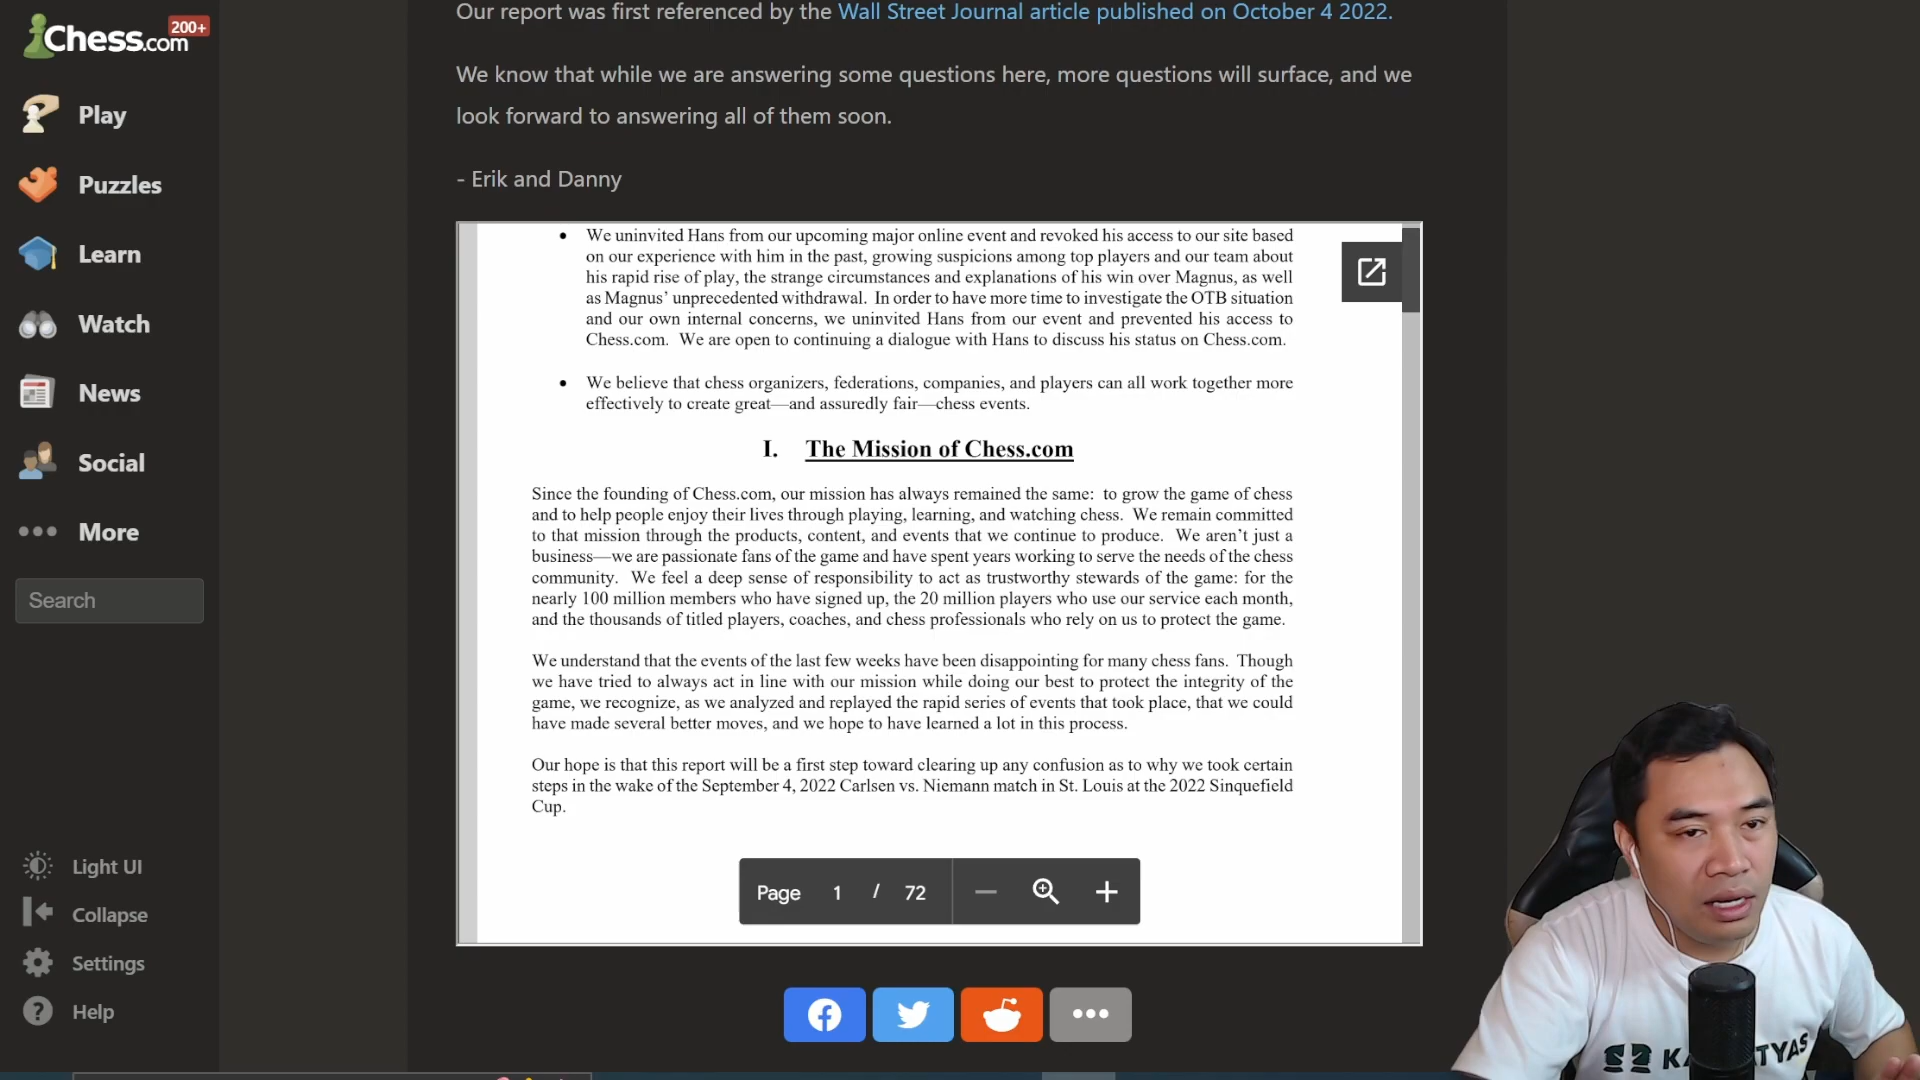 Chess.com
200+
Play
Puzzles
Learn
Watch
News
Social
More
Search
Light UI
Collapse
Settings
Help
Our report was first referenced by the Wall Street Journal article published on October 4 2022.
We know that while we are answering some questions here, more questions will surface, and we
look forward to answering all of them soon.
- Erik and Danny
• We uninvited Hans from our upcoming major online event and revoked his access to our site based
on our experience with him in the past, growing suspicions among top players and our team about
his rapid rise of play, the strange circumstances and explanations of his win over Magnus, as well
as Magnus’ unprecedented withdrawal. In order to have more time to investigate the OTB situation
and our own internal concerns, we uninvited Hans from our event and prevented his access to
Chess.com. We are open to continuing a dialogue with Hans to discuss his status on Chess.com.
• We believe that chess organizers, federations, companies, and players can all work together more
effectively to create great—and assuredly fair—chess events.
I. The Mission of Chess.com
Since the founding of Chess.com, our mission has always remained the same: to grow the game of chess
and to help people enjoy their lives through playing, learning, and watching chess. We remain committed
to that mission through the products, content, and events that we continue to produce. We aren’t just a
business—we are passionate fans of the game and have spent years working to serve the needs of the chess
community. We feel a deep sense of responsibility to act as trustworthy stewards of the game: for the
nearly 100 million members who have signed up, the 20 million players who use our service each month,
and the thousands of titled players, coaches, and chess professionals who rely on us to protect the game.
We understand that the events of the last few weeks have been disappointing for many chess fans. Though
we have tried to always act in line with our mission while doing our best to protect the integrity of the
game, we recognize, as we analyzed and replayed the rapid series of events that took place, that we could
have made several better moves, and we hope to have learned a lot in this process.
Our hope is that this report will be a first step toward clearing up any confusion as to why we took certain
steps in the wake of the September 4, 2022 Carlsen vs. Niemann match in St. Louis at the 2022 Sinquefield
Cup.
Page 1 / 72